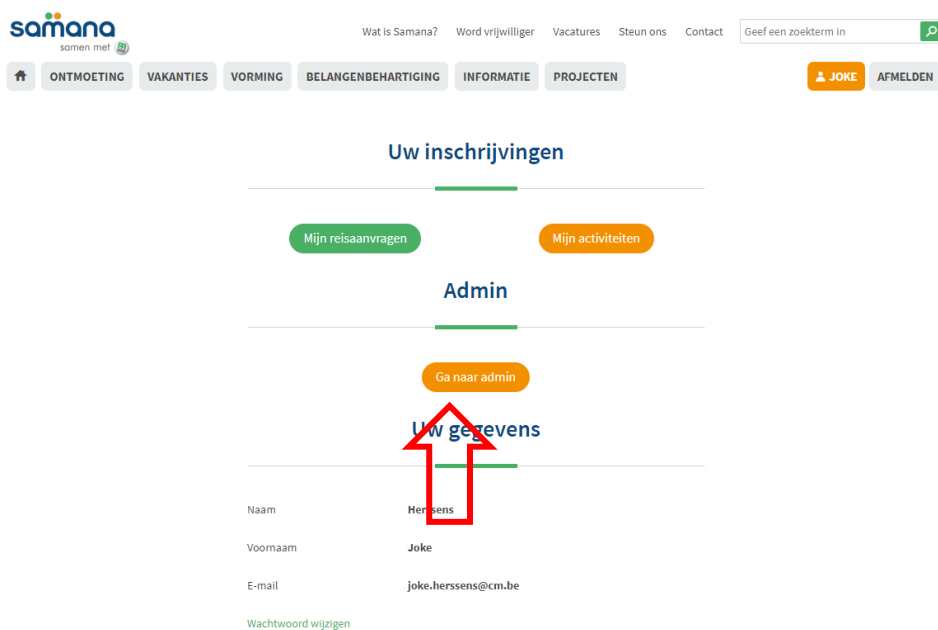 samana
samen met
Wat is Samana? Word vrijwilliger Vacatures Steun ons Contact Geef een zoekterm in
ONTMOETING VAKANTIES VORMING BELANGENBEHARTIGING INFORMATIE PROJECTEN JOKE AFMELDEN
Uw inschrijvingen
Mijn reisaanvragen Mijn activiteiten
Admin
Ga naar admin
Uw gegevens
Naam Herssens
Voornaam Joke
E-mail joke.herssens@cm.be
Wachtwoord wijzigen